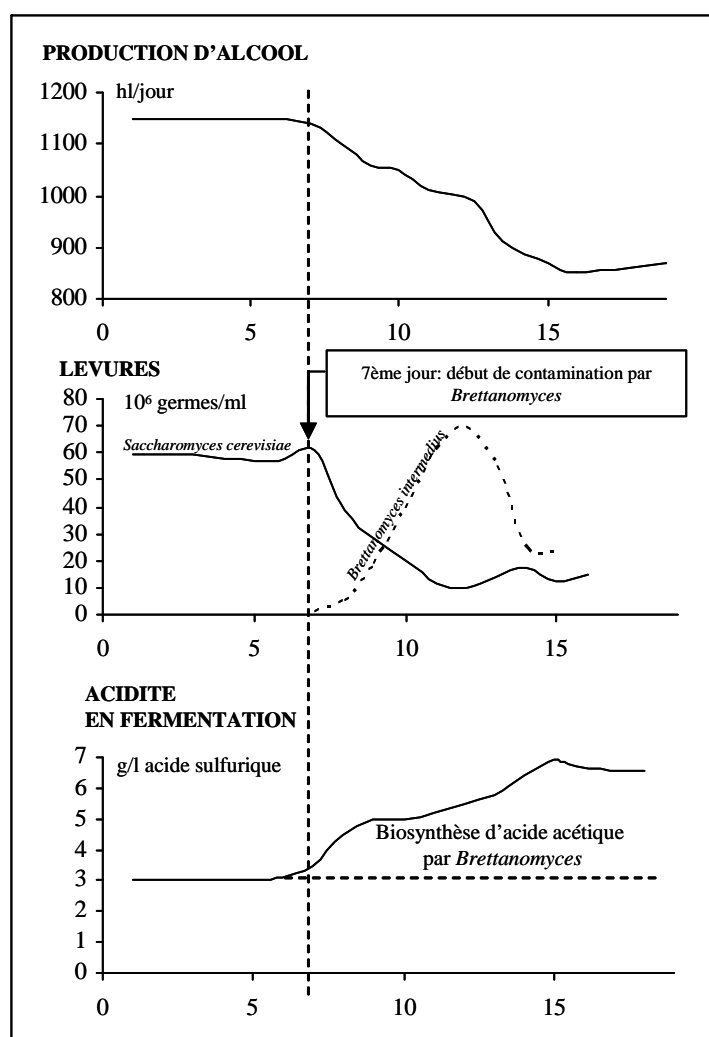 PRODUCTION D'ALCOOL
1200
hl/jour
1100
1000
900
800
0 5 10 15
LEVURES
7ème jour: début de contamination par
Brettanomyces
80
10⁶ germes/ml
70
Saccharomyces cerevisiae
60
50
40
30
20
10
0
Brettanomyces intermedius
0 5 10 15
ACIDITE
EN FERMENTATION
7
g/l acide sulfurique
6
5
Biosynthèse d'acide acétique
par Brettanomyces
4
3
2
1
0
0 5 10 15